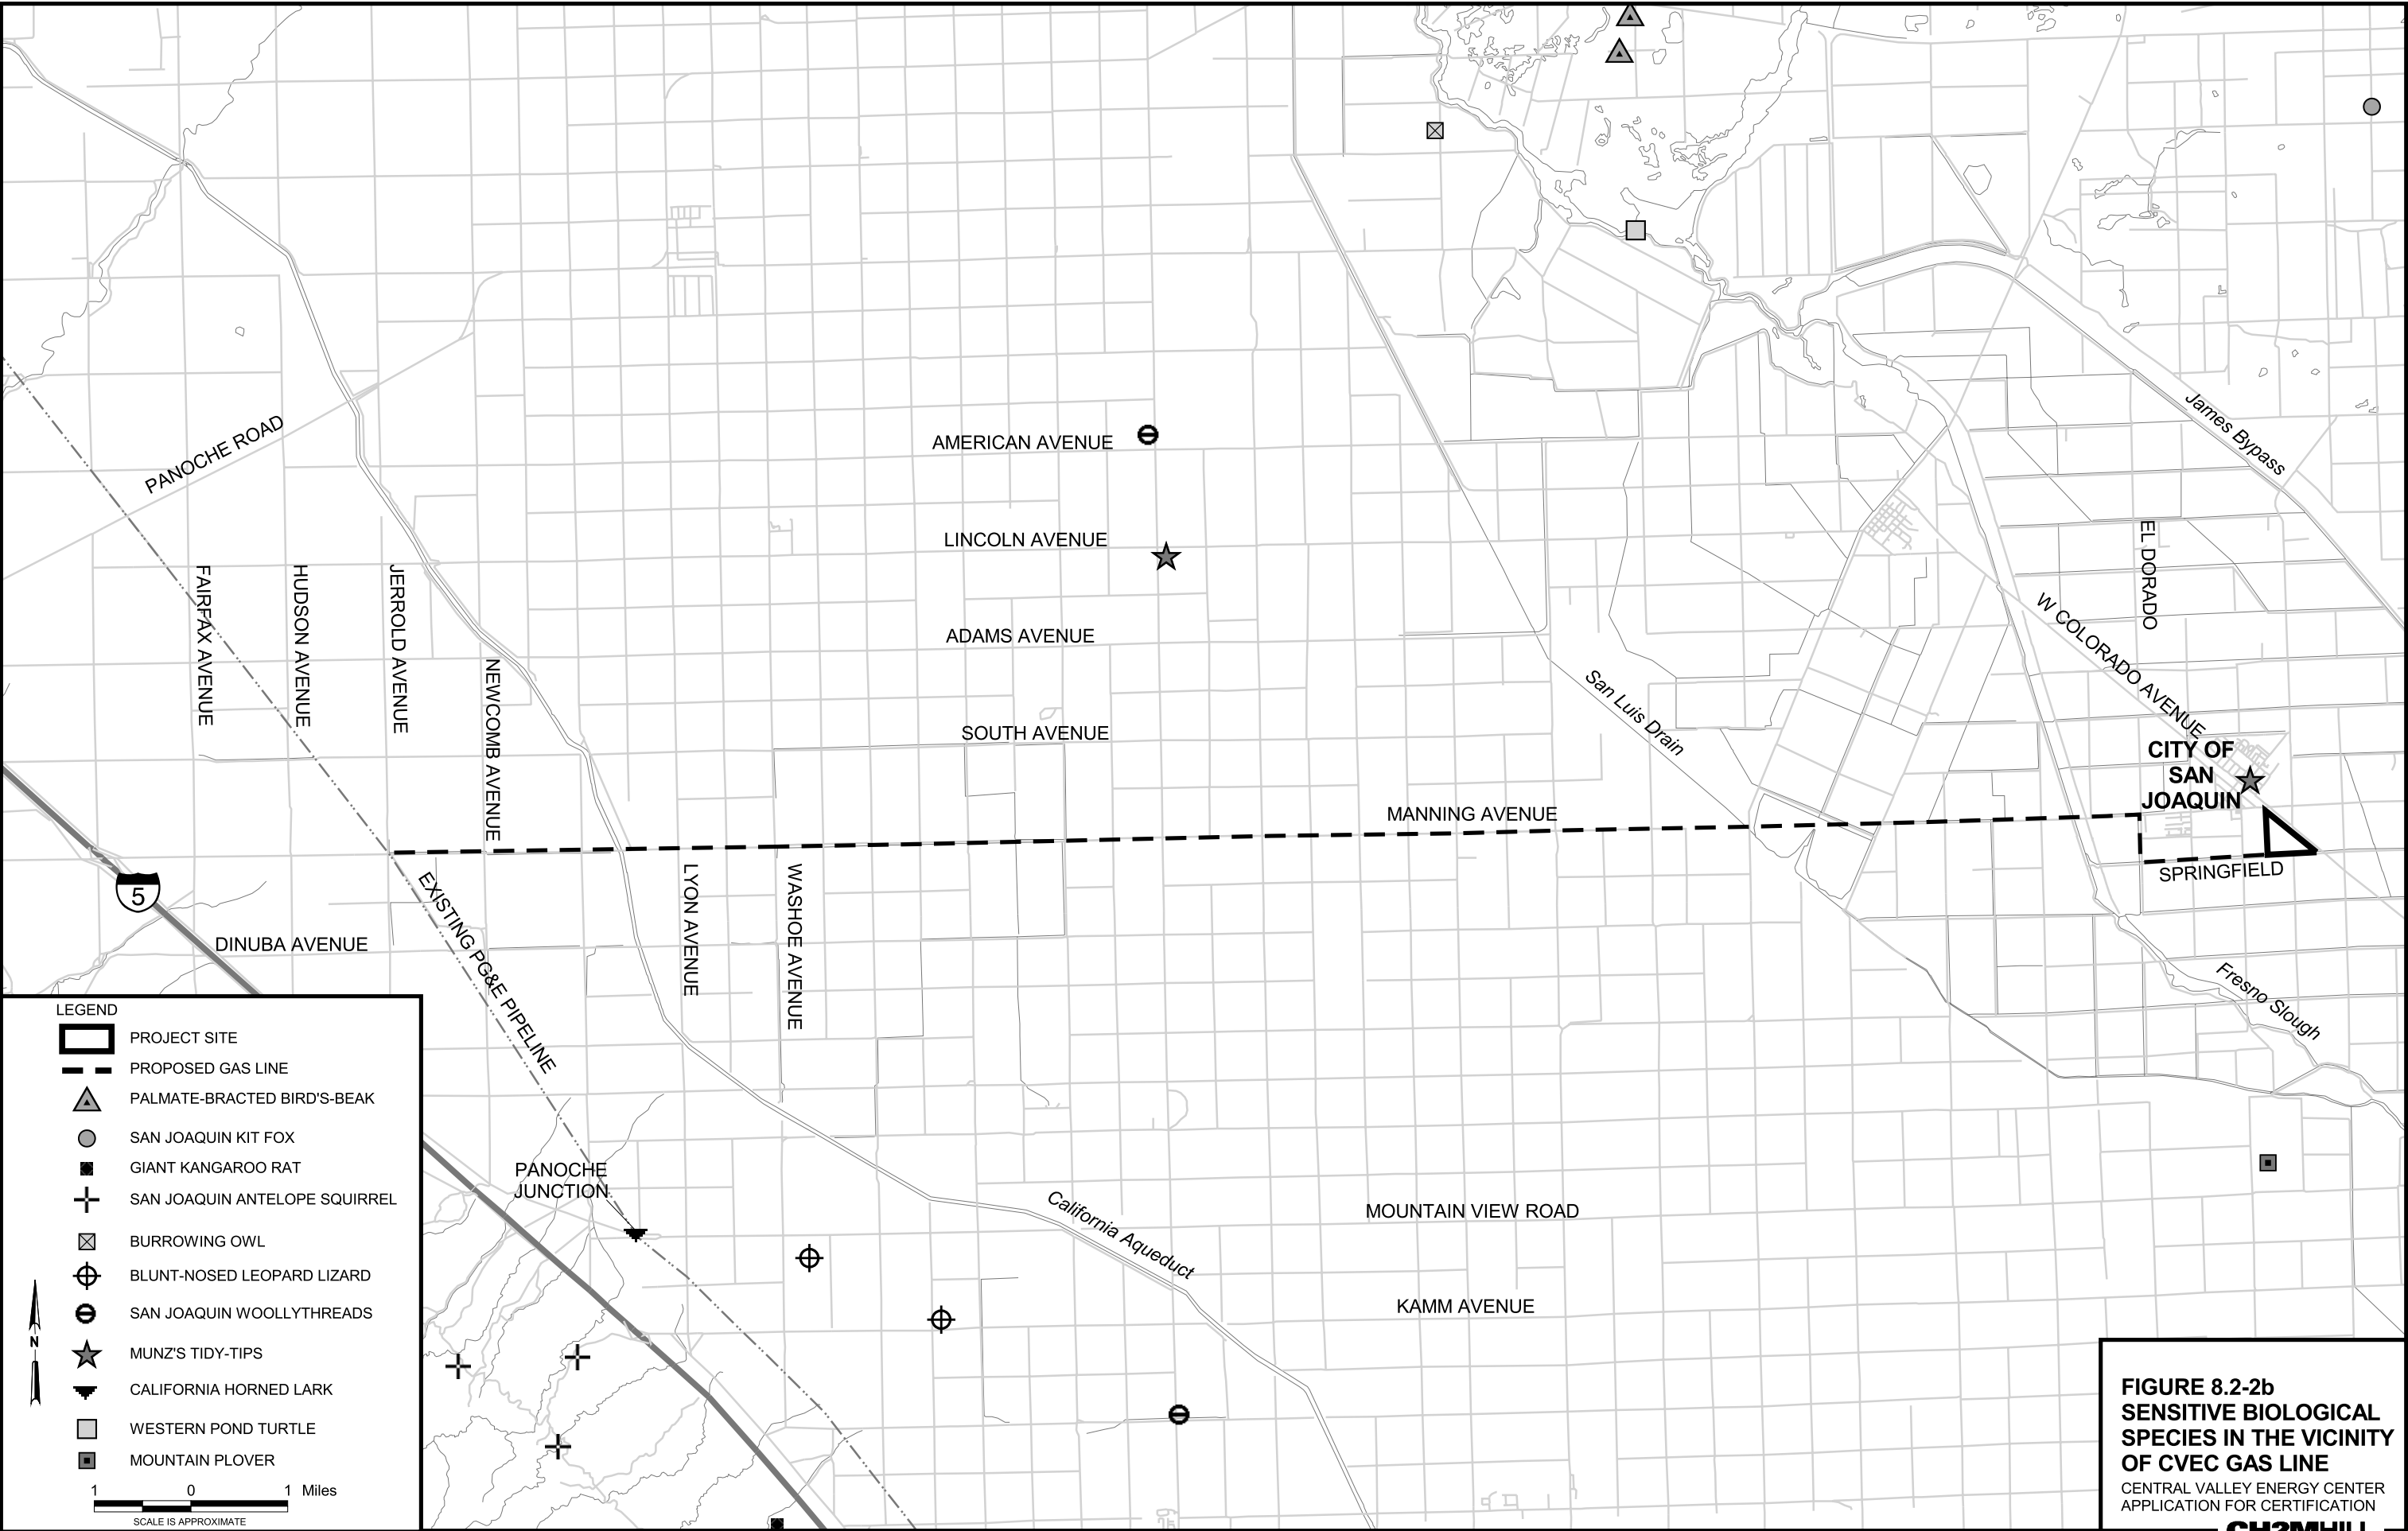 AMERICAN AVENUE
James Bypass
PANOCHE ROAD
LINCOLN AVENUE
EL DORADO
FAIRFAX AVENUE
HUDSON AVENUE
JERROLD AVENUE
W COLORADO AVENUE
ADAMS AVENUE
NEWCOMB AVENUE
San Luis Drain
SOUTH AVENUE
CITY OF
SAN
JOAQUIN
MANNING AVENUE
SPRINGFIELD
5
EXISTING PG&E PIPELINE
LYON AVENUE
WASHOE AVENUE
DINUBA AVENUE
Fresno Slough
PANOCHE
JUNCTION
California Aqueduct
MOUNTAIN VIEW ROAD
KAMM AVENUE
LEGEND
PROJECT SITE
PROPOSED GAS LINE
PALMATE-BRACTED BIRD'S-BEAK
SAN JOAQUIN KIT FOX
GIANT KANGAROO RAT
SAN JOAQUIN ANTELOPE SQUIRREL
BURROWING OWL
BLUNT-NOSED LEOPARD LIZARD
SAN JOAQUIN WOOLLYTHREADS
MUNZ'S TIDY-TIPS
CALIFORNIA HORNED LARK
WESTERN POND TURTLE
MOUNTAIN PLOVER
N
1 0 1 Miles
SCALE IS APPROXIMATE
FIGURE 8.2-2b
SENSITIVE BIOLOGICAL
SPECIES IN THE VICINITY
OF CVEC GAS LINE
CENTRAL VALLEY ENERGY CENTER
APPLICATION FOR CERTIFICATION
CH2MHILL